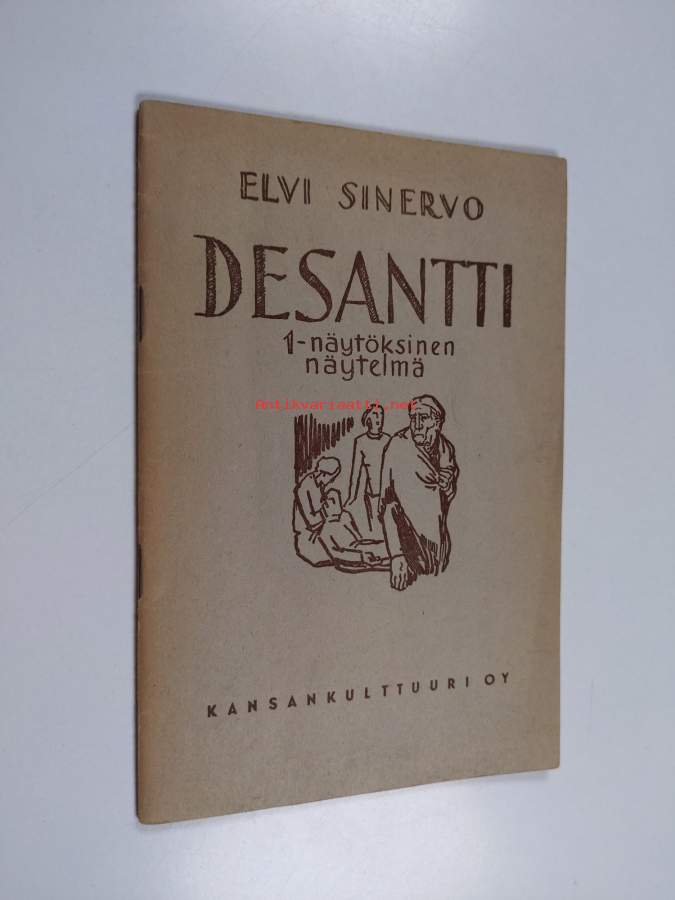 ELVI SINERVO
DESANTTI
1-näytöksinen
näytelmä
Antikvariaatti.net
KANSANKULTTUURI OY